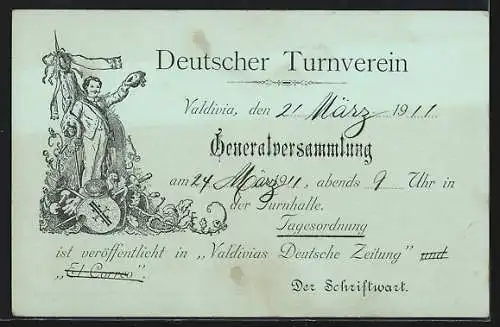 Deutscher Turnverein
Valdivia, den 21 März 1911
Generalversammlung
am 24 März 1911, abends 9 Uhr in
der Turnhalle.
Tagesordnung
ist veröffentlicht in „Valdivias Deutsche Zeitung" und
„El Correo".
Der Schriftwart.